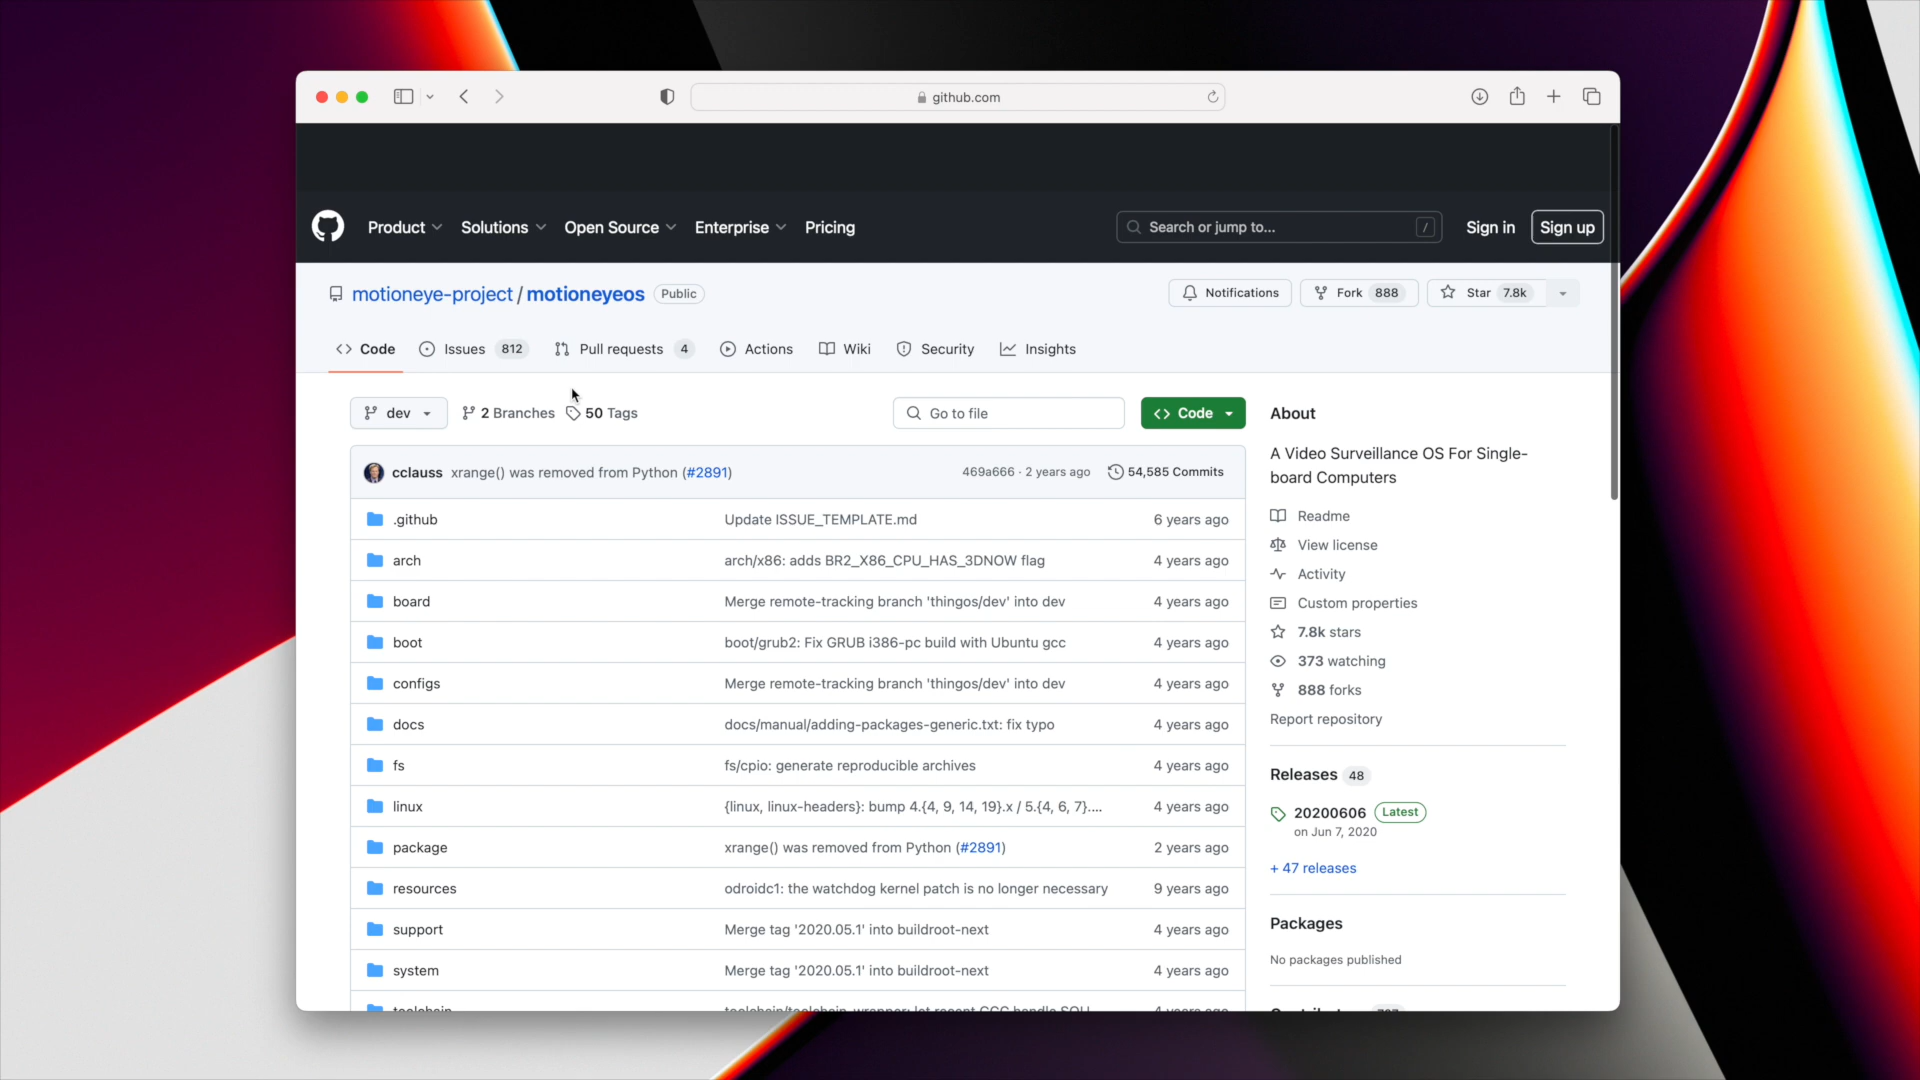 github.com
Product Solutions Open Source Enterprise Pricing Search or jump to... / Sign in Sign up
motioneye-project / motioneyeos Public Notifications Fork 888 Star 7.8k
Code Issues 812 Pull requests 4 Actions Wiki Security Insights
dev 2 Branches 50 Tags Go to file Code
cclauss xrange() was removed from Python (#2891) 469a666 · 2 years ago 54,585 Commits
.github Update ISSUE_TEMPLATE.md 6 years ago
arch arch/x86: adds BR2_X86_CPU_HAS_3DNOW flag 4 years ago
board Merge remote-tracking branch 'thingos/dev' into dev 4 years ago
boot boot/grub2: Fix GRUB i386-pc build with Ubuntu gcc 4 years ago
configs Merge remote-tracking branch 'thingos/dev' into dev 4 years ago
docs docs/manual/adding-packages-generic.txt: fix typo 4 years ago
fs fs/cpio: generate reproducible archives 4 years ago
linux {linux, linux-headers}: bump 4.{4, 9, 14, 19}.x / 5.{4, 6, 7}.... 4 years ago
package xrange() was removed from Python (#2891) 2 years ago
resources odroidc1: the watchdog kernel patch is no longer necessary 9 years ago
support Merge tag '2020.05.1' into buildroot-next 4 years ago
system Merge tag '2020.05.1' into buildroot-next 4 years ago
About
A Video Surveillance OS For Single-
board Computers
Readme
View license
Activity
Custom properties
7.8k stars
373 watching
888 forks
Report repository
Releases 48
20200606 Latest
on Jun 7, 2020
+ 47 releases
Packages
No packages published